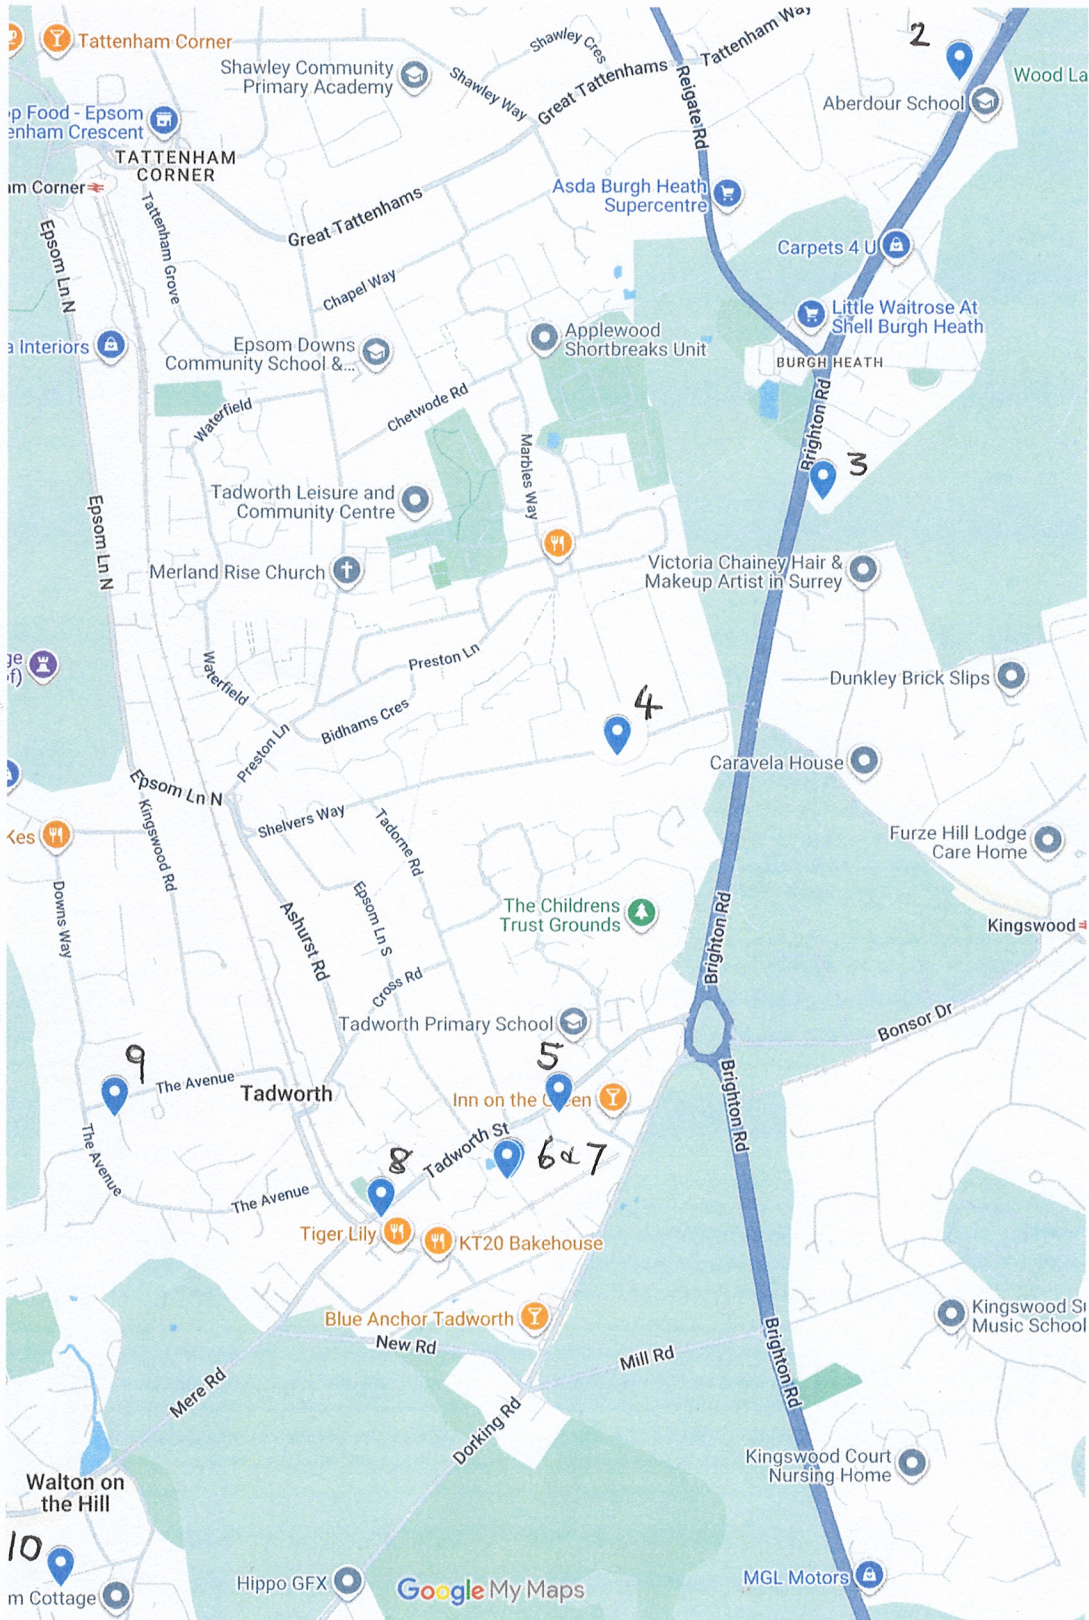 Tattenham Corner
Shawley Community
Primary Academy
Shawley Cres
Shawley Way
Great Tattenhams
Tattenham Way
Reigate Rd
2
Wood La
Aberdour School
p Food - Epsom
enham Crescent
TATTENHAM
CORNER
m Corner
Asda Burgh Heath
Supercentre
Great Tattenhams
Tattenham Grove
Epsom Ln N
Carpets 4 U
Chapel Way
Little Waitrose At
Shell Burgh Heath
a Interiors
Epsom Downs
Community School &...
Applewood
Shortbreaks Unit
BURGH HEATH
Waterfield
Chetwode Rd
Brighton Rd
3
Marbles Way
Tadworth Leisure and
Community Centre
Epsom Ln N
Merland Rise Church
Victoria Chainey Hair &
Makeup Artist in Surrey
ge
f)
Waterfield
Preston Ln
Dunkley Brick Slips
4
Bidhams Cres
Preston Ln
Caravela House
Epsom Ln N
Kes
Kingswood Rd
Shelvers Way
Tadorne Rd
Furze Hill Lodge
Care Home
Downs Way
Ashurst Rd
Epsom Ln S
The Childrens
Trust Grounds
Brighton Rd
Kingswood
Cross Rd
Tadworth Primary School
Bonsor Dr
5
9
The Avenue
Tadworth
Inn on the Green
Brighton Rd
The Avenue
8
Tadworth St
6 & 7
The Avenue
Tiger Lily
KT20 Bakehouse
Blue Anchor Tadworth
Kingswood S
Music School
New Rd
Mill Rd
Brighton Rd
Mere Rd
Dorking Rd
Kingswood Court
Nursing Home
Walton on
the Hill
10
m Cottage
Hippo GFX
Google My Maps
MGL Motors